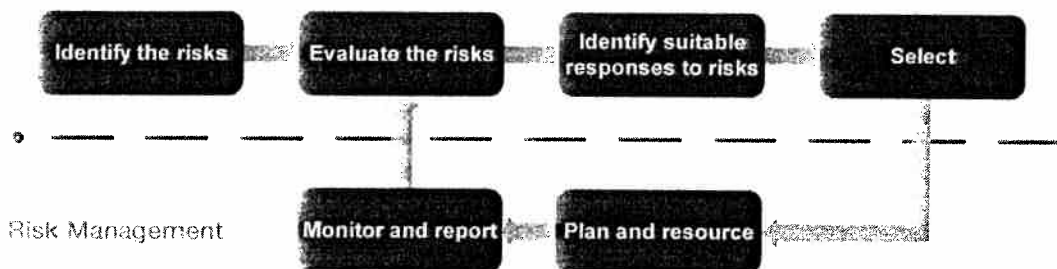 Identify the risks
Evaluate the risks
Identify suitable
responses to risks
Select
Risk Management
Monitor and report
Plan and resource